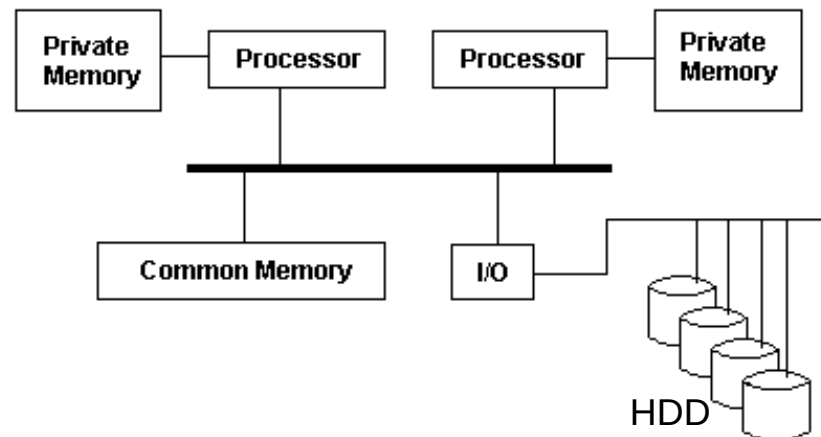 Private
Memory
Processor
Processor
Private
Memory
Common Memory
I/O
HDD